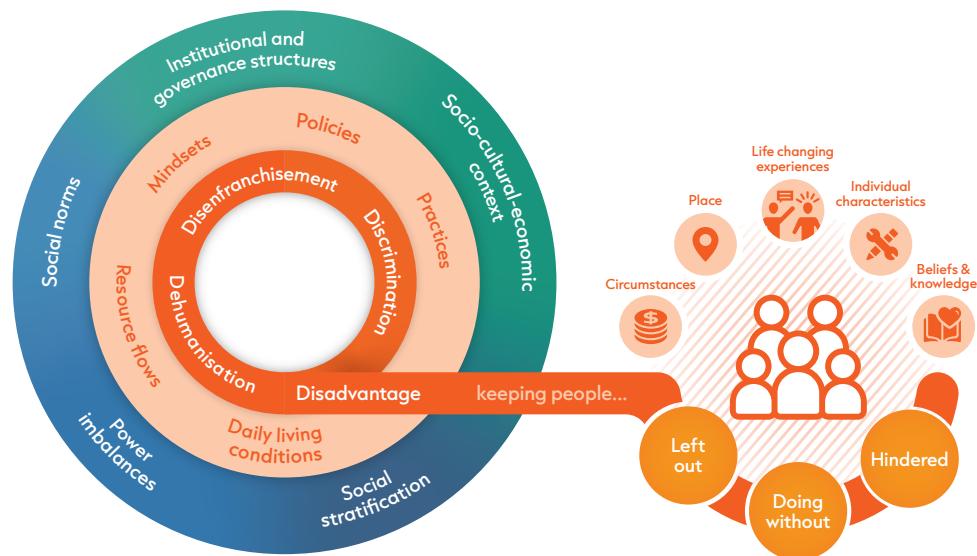 Institutional and
governance structures
Socio-cultural-economic
context
Social norms
Power
imbalances
Social
stratification
Mindsets
Policies
Practices
Resource flows
Daily living
conditions
Disenfranchisement
Discrimination
Dehumanisation
Disadvantage
keeping people...
Life changing
experiences
Place
Individual
characteristics
Circumstances
Beliefs &
knowledge
$
Left
out
Doing
without
Hindered